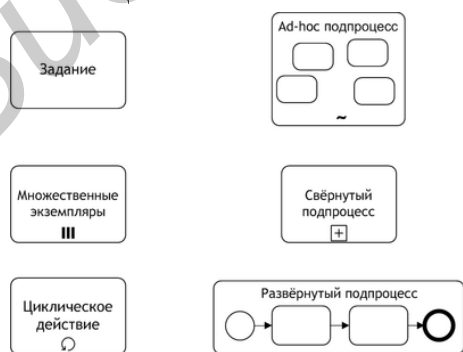 Задание
Ad-hoc подпроцесс
~
Множественные
экземпляры
Свёрнутый
подпроцесс
+
Циклическое
действие
Развёрнутый подпроцесс